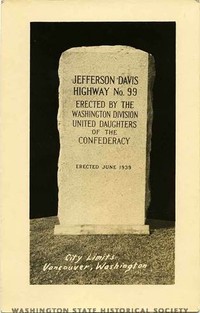 JEFFERSON DAVIS
HIGHWAY No. 99
ERECTED BY THE
WASHINGTON DIVISION
UNITED DAUGHTERS
OF THE
CONFEDERACY
ERECTED JUNE 1939
City Limits
Vancouver, Washington
WASHINGTON STATE HISTORICAL SOCIETY